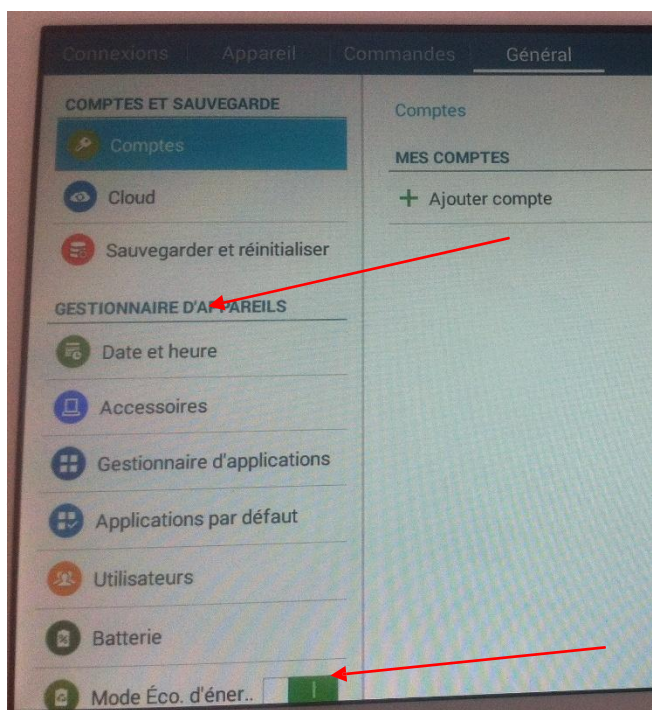 Connexions Appareil Commandes Général
COMPTES ET SAUVEGARDE
Comptes
Cloud
Sauvegarder et réinitialiser
GESTIONNAIRE D'APPAREILS
Date et heure
Accessoires
Gestionnaire d'applications
Applications par défaut
Utilisateurs
Batterie
Mode Éco. d'éner..
Comptes
MES COMPTES
Ajouter compte